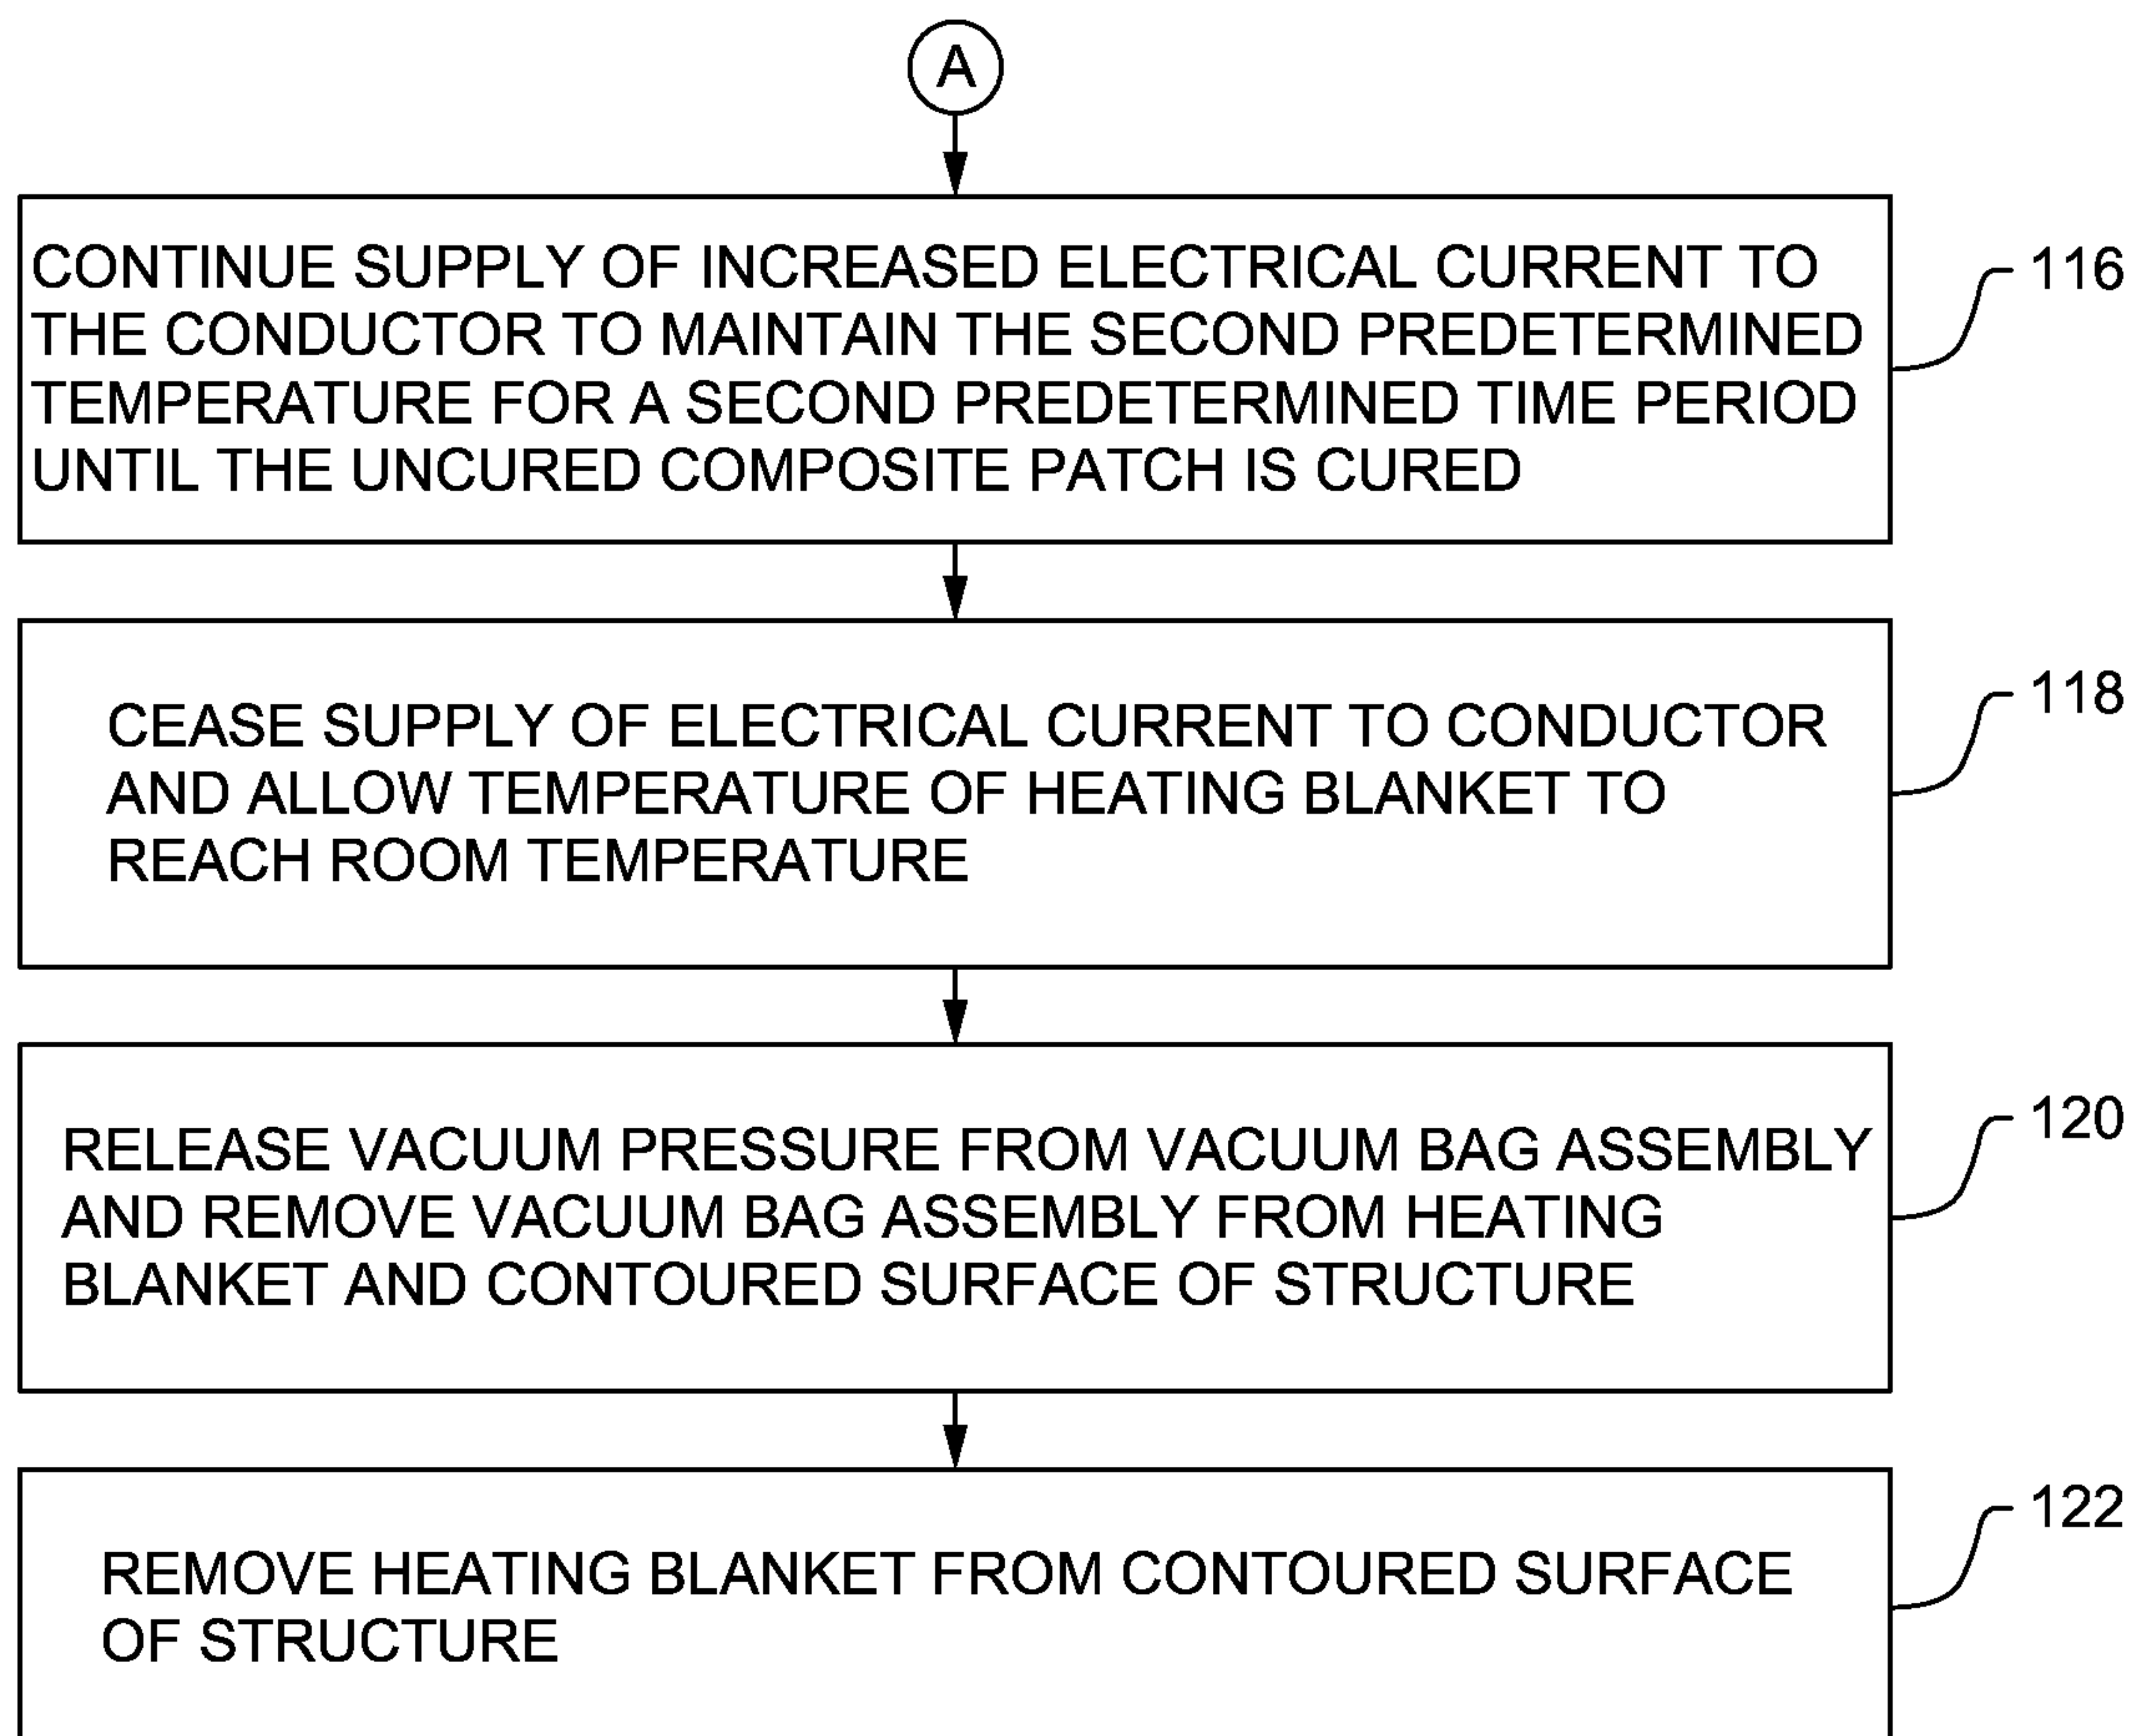 A
CONTINUE SUPPLY OF INCREASED ELECTRICAL CURRENT TO
THE CONDUCTOR TO MAINTAIN THE SECOND PREDETERMINED
TEMPERATURE FOR A SECOND PREDETERMINED TIME PERIOD
UNTIL THE UNCURED COMPOSITE PATCH IS CURED
116
CEASE SUPPLY OF ELECTRICAL CURRENT TO CONDUCTOR
AND ALLOW TEMPERATURE OF HEATING BLANKET TO
REACH ROOM TEMPERATURE
118
RELEASE VACUUM PRESSURE FROM VACUUM BAG ASSEMBLY
AND REMOVE VACUUM BAG ASSEMBLY FROM HEATING
BLANKET AND CONTOURED SURFACE OF STRUCTURE
120
REMOVE HEATING BLANKET FROM CONTOURED SURFACE
OF STRUCTURE
122